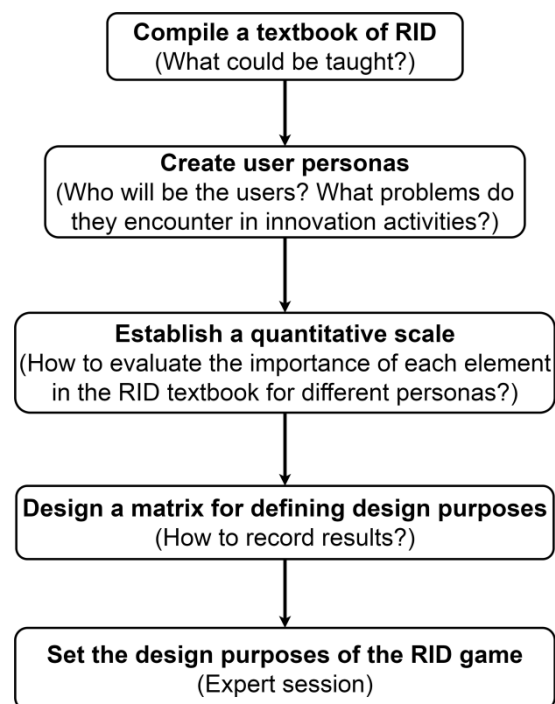 Compile a textbook of RID
(What could be taught?)
Create user personas
(Who will be the users? What problems do
they encounter in innovation activities?)
Establish a quantitative scale
(How to evaluate the importance of each element
in the RID textbook for different personas?)
Design a matrix for defining design purposes
(How to record results?)
Set the design purposes of the RID game
(Expert session)